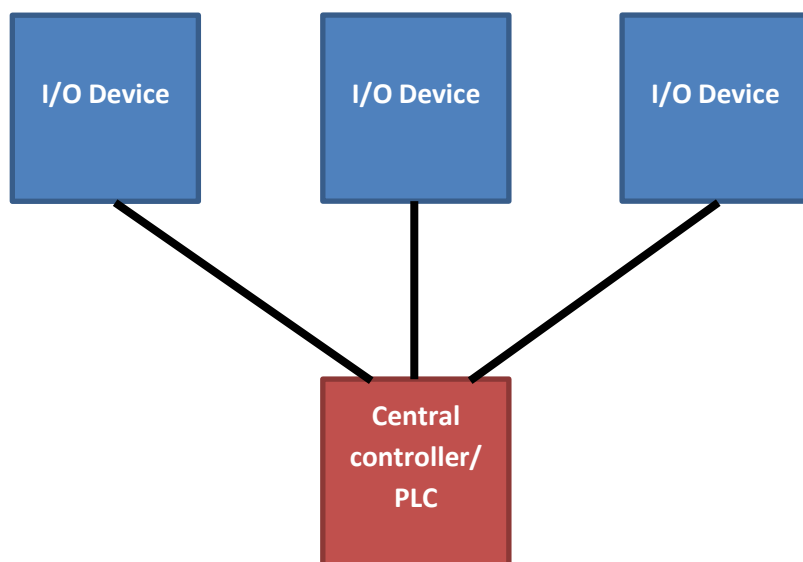 I/O Device
I/O Device
I/O Device
Central
controller/
PLC